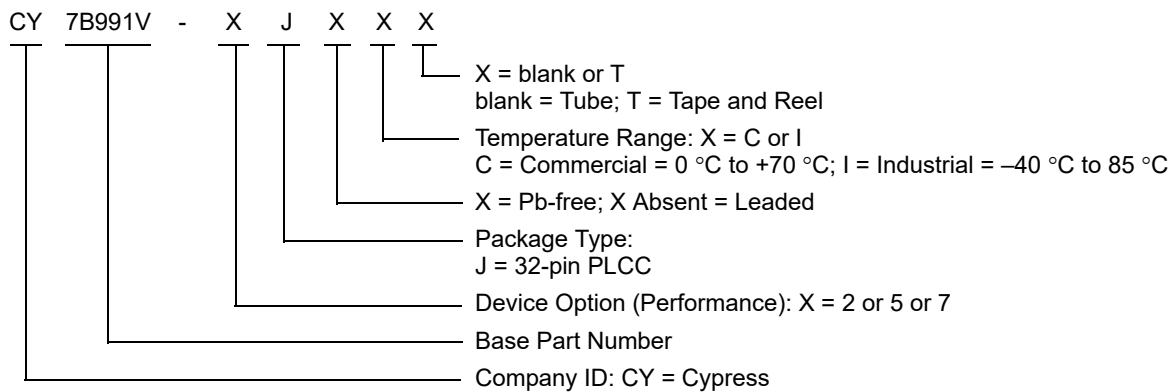 CY 7B991V - X J X X X
X = blank or T
blank = Tube; T = Tape and Reel
Temperature Range: X = C or I
C = Commercial = 0 °C to +70 °C; I = Industrial = –40 °C to 85 °C
X = Pb-free; X Absent = Leaded
Package Type:
J = 32-pin PLCC
Device Option (Performance): X = 2 or 5 or 7
Base Part Number
Company ID: CY = Cypress